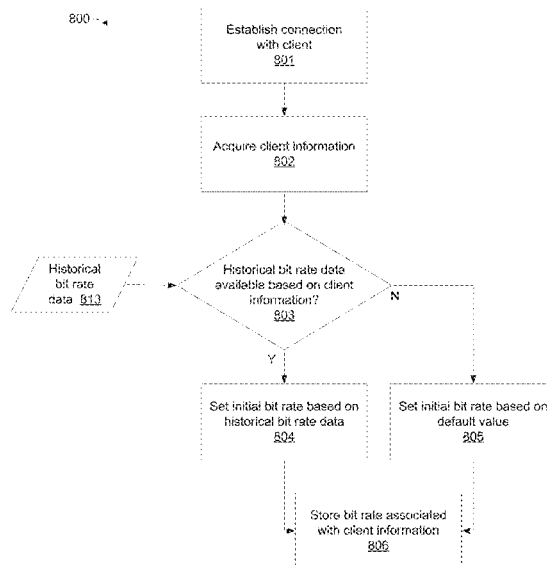 800
Establish connection
with client
801
Acquire client information
802
Historical
bit rate
data 813
Historical bit rate data
available based on client
information?
803
N
Y
Set initial bit rate based on
historical bit rate data
804
Set initial bit rate based on
default value
805
Store bit rate associated
with client information
806